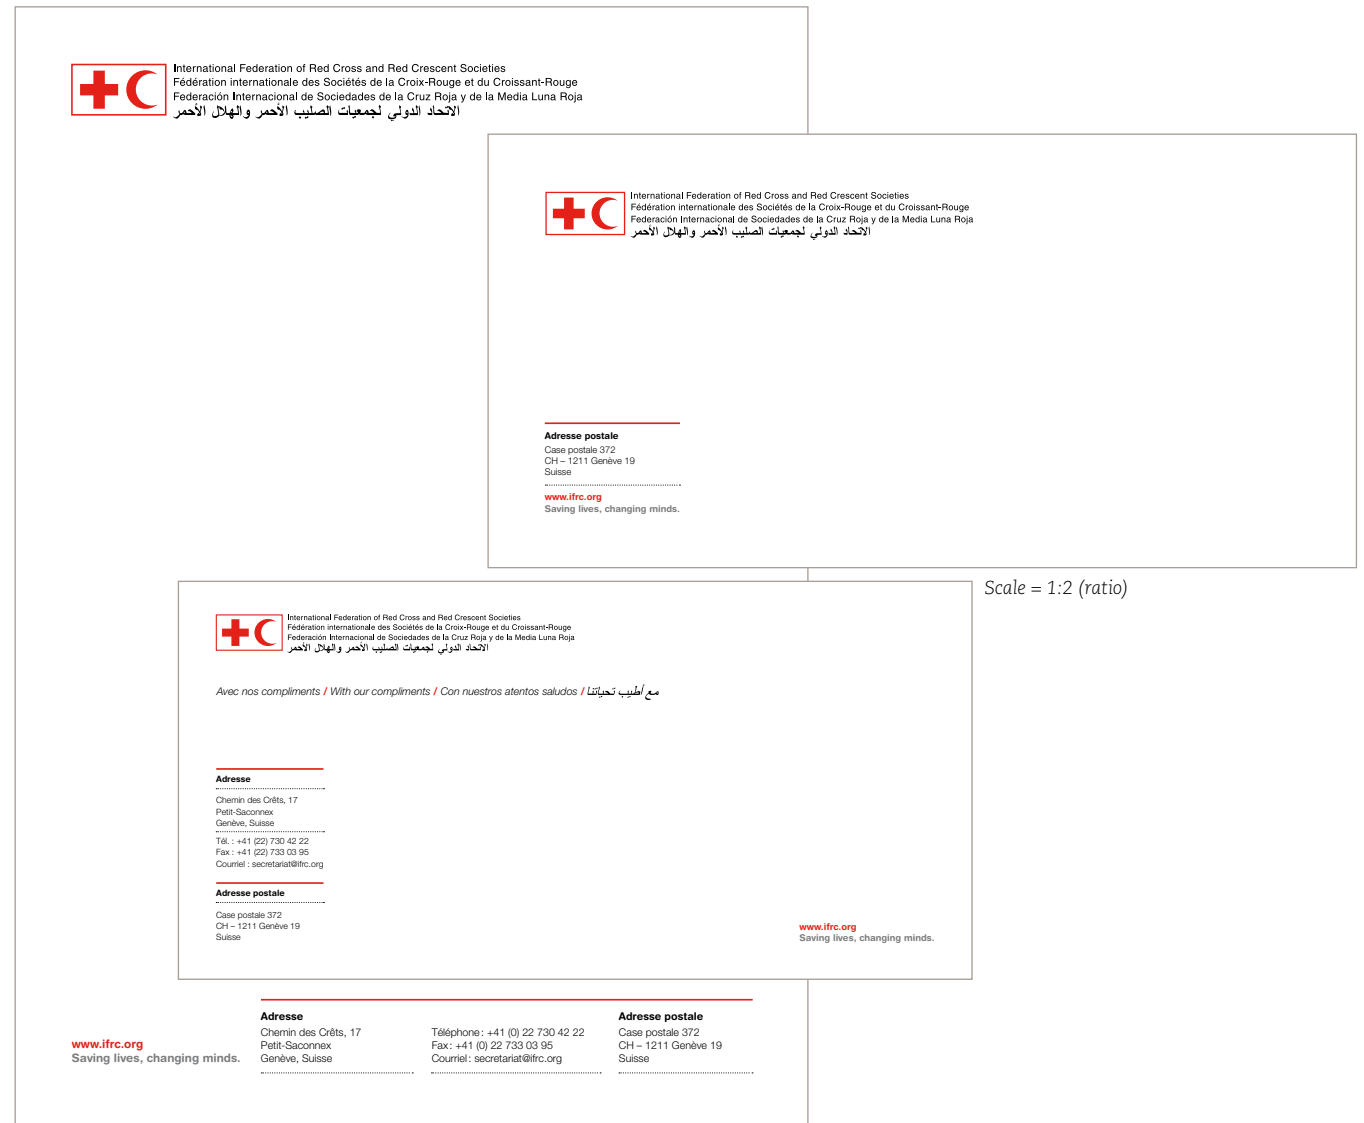 International Federation of Red Cross and Red Crescent Societies
Fédération internationale des Sociétés de la Croix-Rouge et du Croissant-Rouge
Federación Internacional de Sociedades de la Cruz Roja y de la Media Luna Roja
الاتحاد الدولي لجمعيات الصليب الأحمر والهلال الأحمر
International Federation of Red Cross and Red Crescent Societies
Fédération internationale des Sociétés de la Croix-Rouge et du Croissant-Rouge
Federación Internacional de Sociedades de la Cruz Roja y de la Media Luna Roja
الاتحاد الدولي لجمعيات الصليب الأحمر والهلال الأحمر
Adresse postale
Case postale 372
CH – 1211 Genève 19
Suisse
www.ifrc.org
Saving lives, changing minds.
Scale = 1:2 (ratio)
International Federation of Red Cross and Red Crescent Societies
Fédération internationale des Sociétés de la Croix-Rouge et du Croissant-Rouge
Federación Internacional de Sociedades de la Cruz Roja y de la Media Luna Roja
الاتحاد الدولي لجمعيات الصليب الأحمر والهلال الأحمر
Avec nos compliments / With our compliments / Con nuestros atentos saludos / مع أطيب تحياتنا
Adresse
Chemin des Crêts, 17
Petit-Saconnex
Genève, Suisse
Tél. : +41 (22) 730 42 22
Fax : +41 (22) 733 03 95
Courriel : secretariat@ifrc.org
Adresse postale
Case postale 372
CH – 1211 Genève 19
Suisse
www.ifrc.org
Saving lives, changing minds.
www.ifrc.org
Saving lives, changing minds.
Adresse
Chemin des Crêts, 17
Petit-Saconnex
Genève, Suisse
Téléphone : +41 (0) 22 730 42 22
Fax : +41 (0) 22 733 03 95
Courriel : secretariat@ifrc.org
Adresse postale
Case postale 372
CH – 1211 Genève 19
Suisse